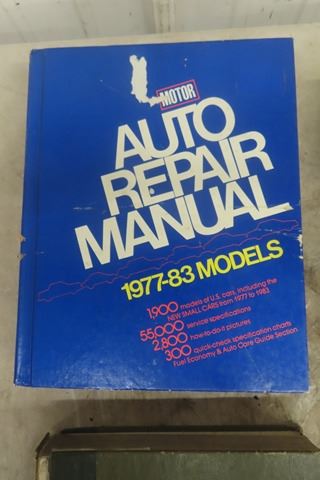 MOTOR
AUTO
REPAIR
MANUAL
1977-83 MODELS
1,900 models of U.S. cars, including the
NEW SMALL CARS from 1977 to 1983
55,000 service specifications
2,800 how-to-do-it pictures
300 quick-check specification charts
Fuel Economy & Auto Care Guide Section